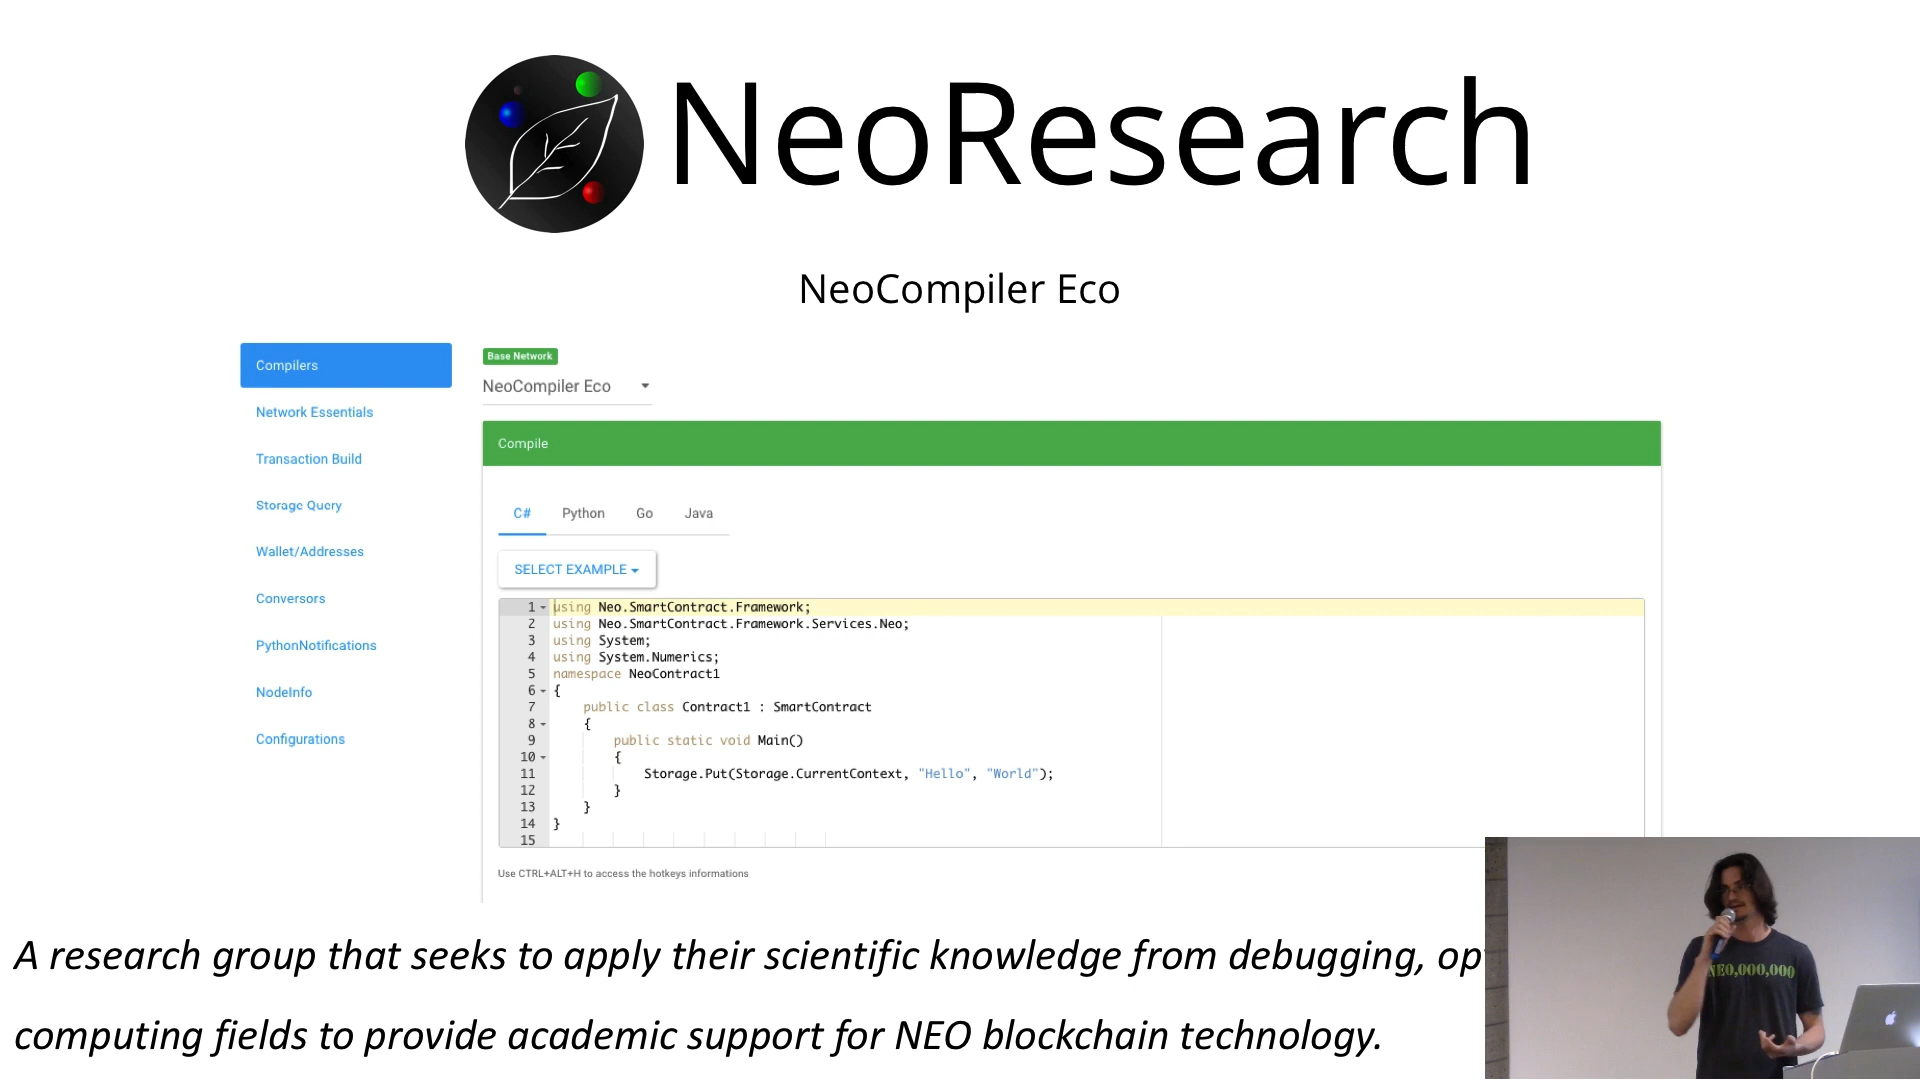 NeoResearch
NeoCompiler Eco
Compilers
Network Essentials
Transaction Build
Storage Query
Wallet/Addresses
Conversors
PythonNotifications
NodeInfo
Configurations
Base Network
NeoCompiler Eco
Compile
C# Python Go Java
SELECT EXAMPLE
1 using Neo.SmartContract.Framework;
2 using Neo.SmartContract.Framework.Services.Neo;
3 using System;
4 using System.Numerics;
5 namespace NeoContract1
6 {
7 public class Contract1 : SmartContract
8 {
9 public static void Main()
10 {
11 Storage.Put(Storage.CurrentContext, "Hello", "World");
12 }
13 }
14 }
15
Use CTRL+ALT+H to access the hotkeys informations
A research group that seeks to apply their scientific knowledge from debugging,
computing fields to provide academic support for NEO blockchain technology.
NEO,000,000